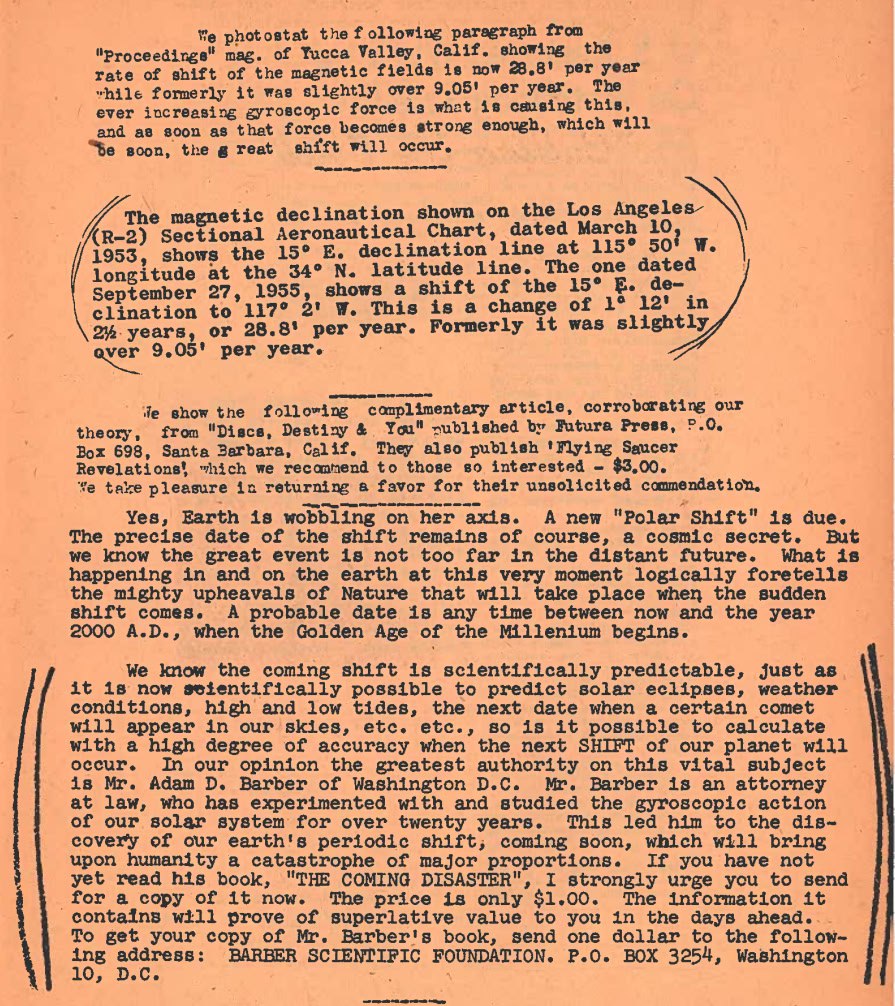 We photostat the following paragraph from
"Proceedings" mag. of Yucca Valley, Calif. showing the
rate of shift of the magnetic fields is now 28.8' per year
while formerly it was slightly over 9.05' per year. The
ever increasing gyroscopic force is what is causing this,
and as soon as that force becomes strong enough, which will
be soon, the g reat shift will occur.
The magnetic declination shown on the Los Angeles
(R-2) Sectional Aeronautical Chart, dated March 10,
1953, shows the 15° E. declination line at 115° 50' W.
longitude at the 34° N. latitude line. The one dated
September 27, 1955, shows a shift of the 15° E. de-
clination to 117° 2' W. This is a change of 1° 12' in
2½ years, or 28.8' per year. Formerly it was slightly
over 9.05' per year.
We show the following complimentary article, corroborating our
theory, from "Discs, Destiny & You" published by Futura Press, P.O.
Box 698, Santa Barbara, Calif. They also publish 'Flying Saucer
Revelations', which we recommend to those so interested - $3.00.
We take pleasure in returning a favor for their unsolicited commendation.
Yes, Earth is wobbling on her axis. A new "Polar Shift" is due.
The precise date of the shift remains of course, a cosmic secret. But
we know the great event is not too far in the distant future. What is
happening in and on the earth at this very moment logically foretells
the mighty upheavals of Nature that will take place when the sudden
shift comes. A probable date is any time between now and the year
2000 A.D., when the Golden Age of the Millenium begins.
We know the coming shift is scientifically predictable, just as
it is now scientifically possible to predict solar eclipses, weather
conditions, high and low tides, the next date when a certain comet
will appear in our skies, etc. etc., so is it possible to calculate
with a high degree of accuracy when the next SHIFT of our planet will
occur. In our opinion the greatest authority on this vital subject
is Mr. Adam D. Barber of Washington D.C. Mr. Barber is an attorney
at law, who has experimented with and studied the gyroscopic action
of our solar system for over twenty years. This led him to the dis-
covery of our earth's periodic shift, coming soon, which will bring
upon humanity a catastrophe of major proportions. If you have not
yet read his book, "THE COMING DISASTER", I strongly urge you to send
for a copy of it now. The price is only $1.00. The information it
contains will prove of superlative value to you in the days ahead.
To get your copy of Mr. Barber's book, send one dollar to the follow-
ing address: BARBER SCIENTIFIC FOUNDATION. P.O. BOX 3254, Washington
10, D.C.